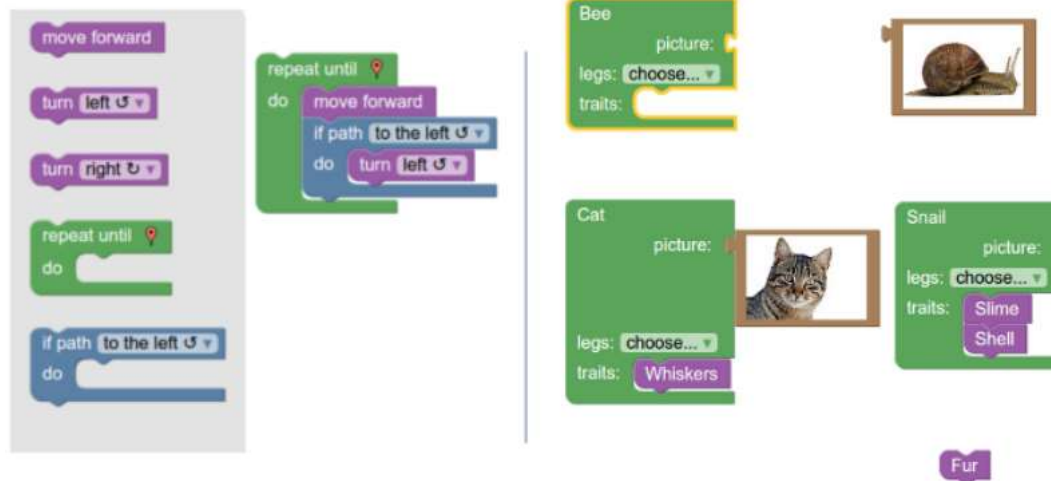 move forward
turn left ↺ ▾
turn right ↻ ▾
repeat until
do
if path to the left ↺ ▾
do
repeat until
do move forward
if path to the left ↺ ▾
do turn left ↺ ▾
Bee
picture:
legs: choose... ▾
traits:
Cat
picture:
legs: choose... ▾
traits: Whiskers
Snail
picture:
legs: choose... ▾
traits: Slime
Shell
Fur